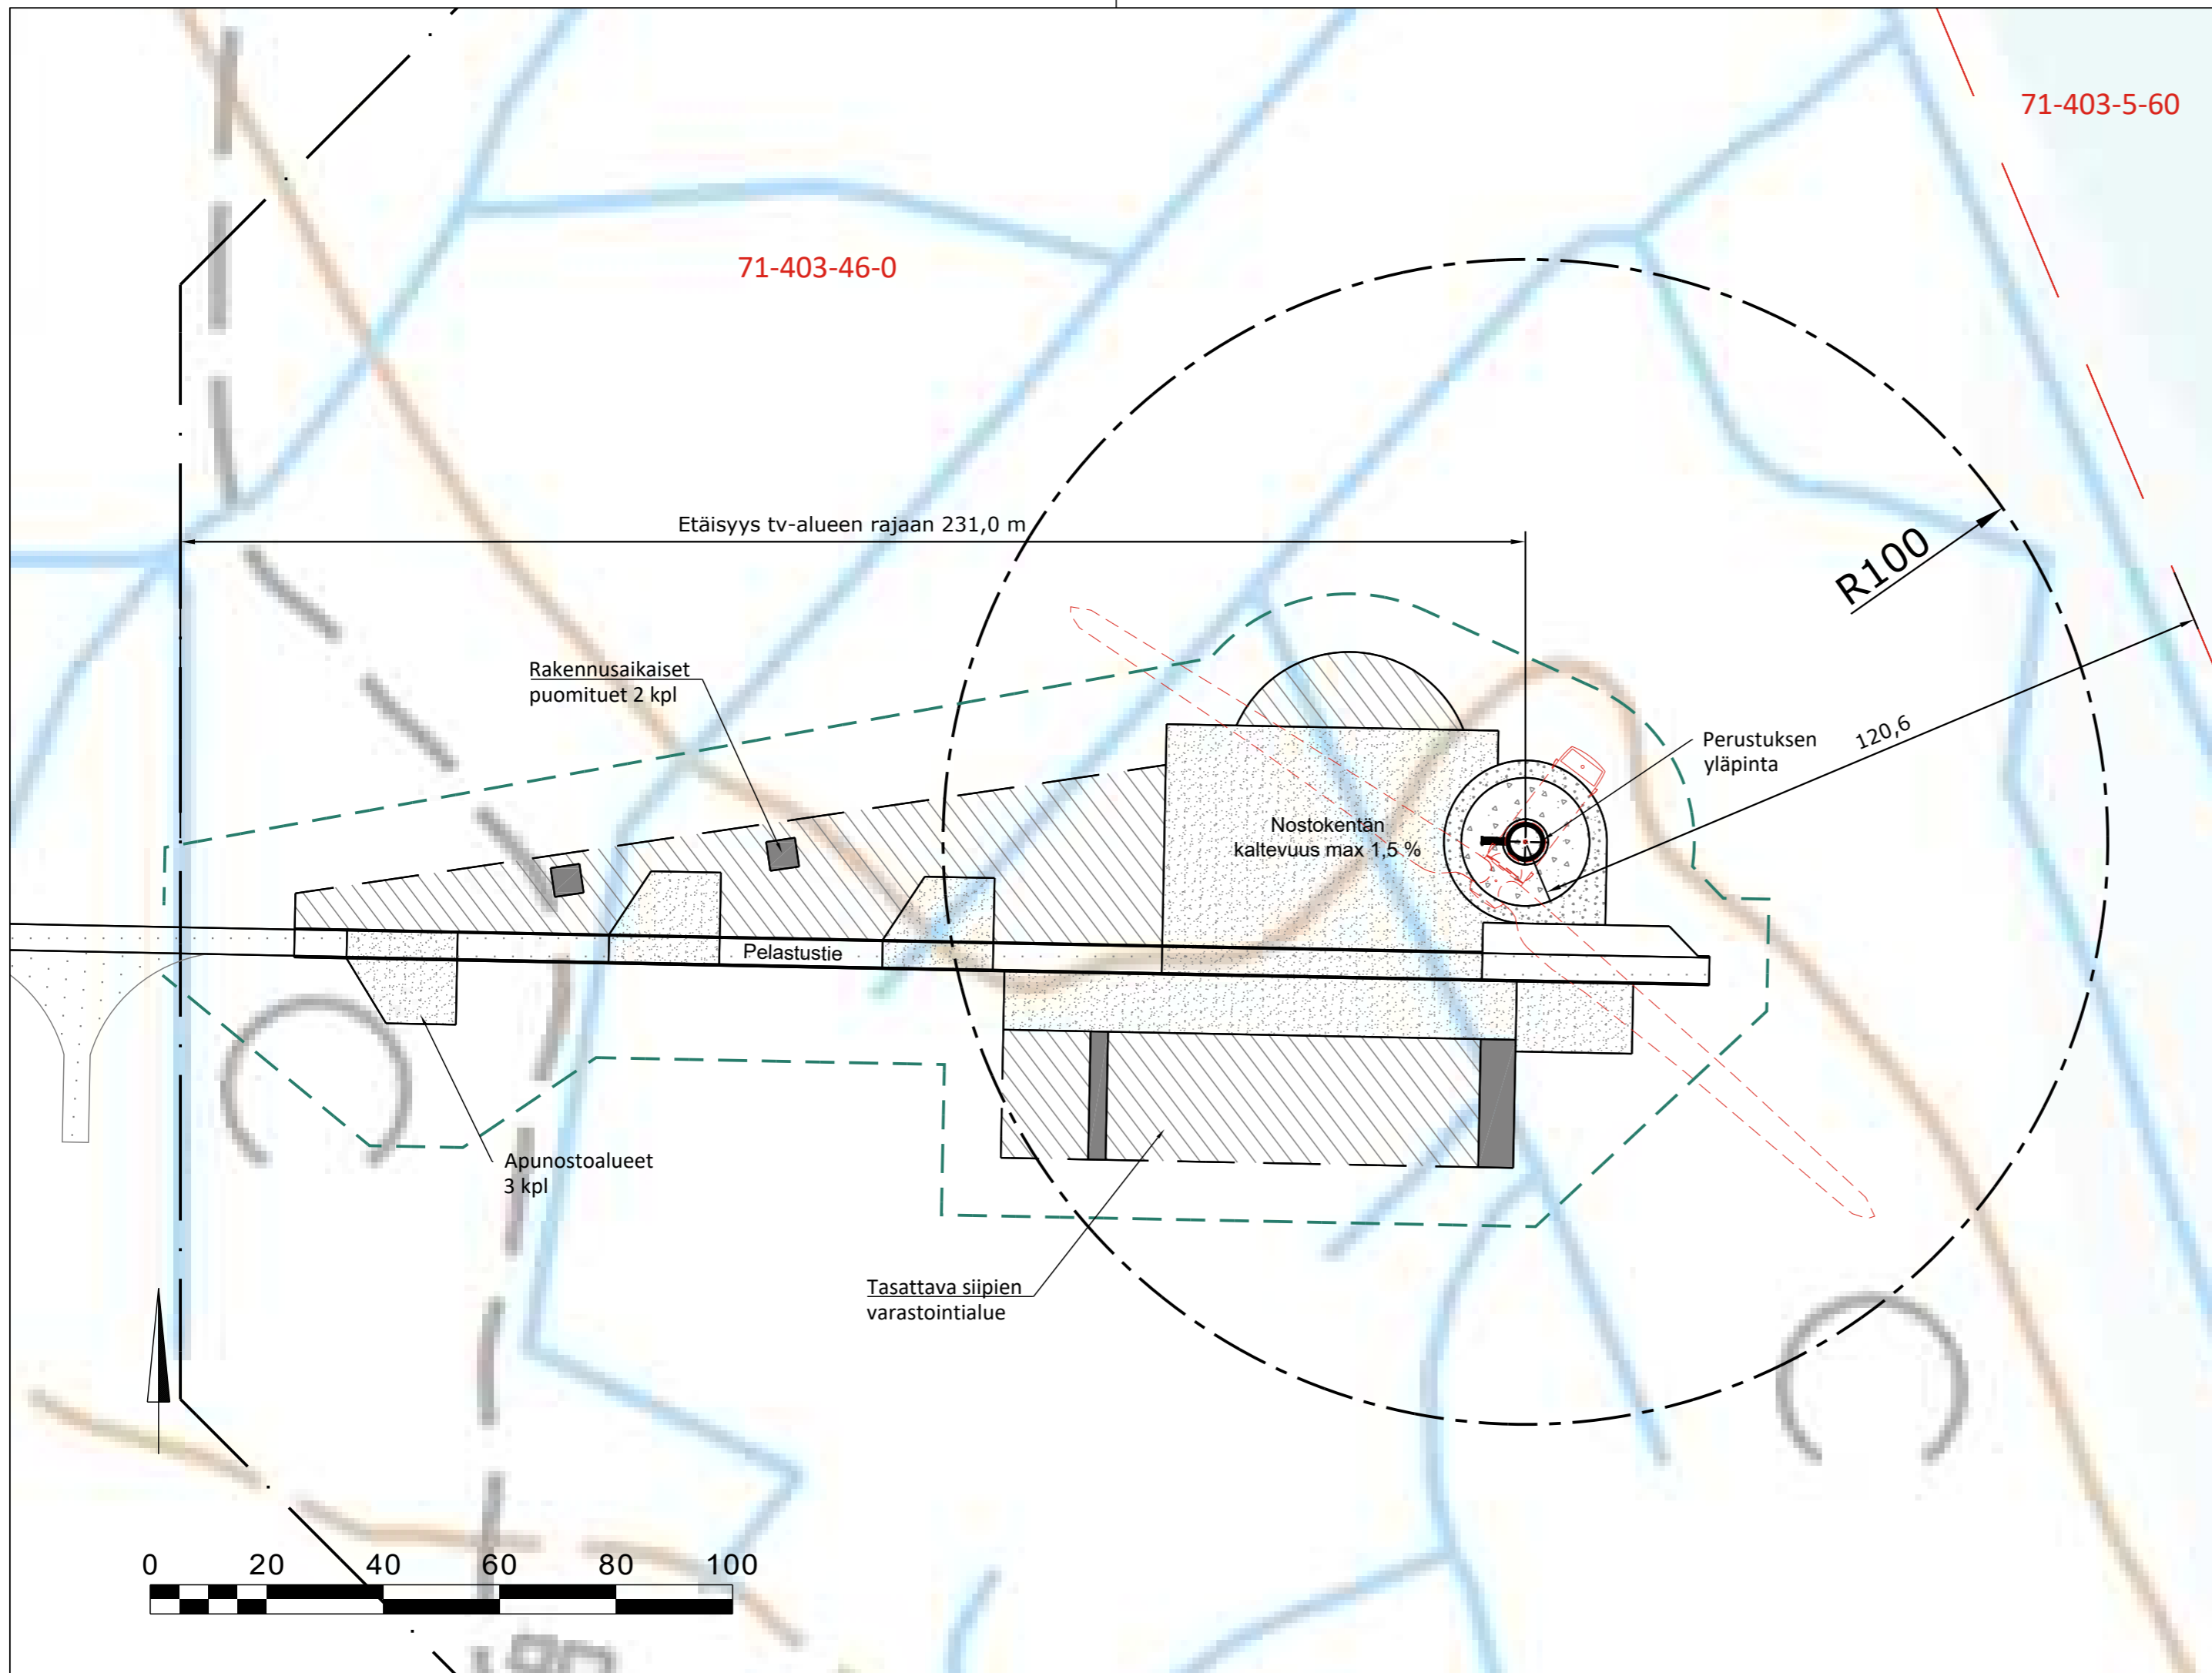 71-403-5-60
71-403-46-0
Etäisyys tv-alueen rajaan 231,0 m
R100
Rakennusaikaiset
puomituet 2 kpl
Perustuksen
yläpinta
120,6
Nostokentän
kaltevuus max 1,5 %
Pelastustie
Apunostoalueet
3 kpl
Tasattava siipien
varastointialue
0 20 40 60 80 100